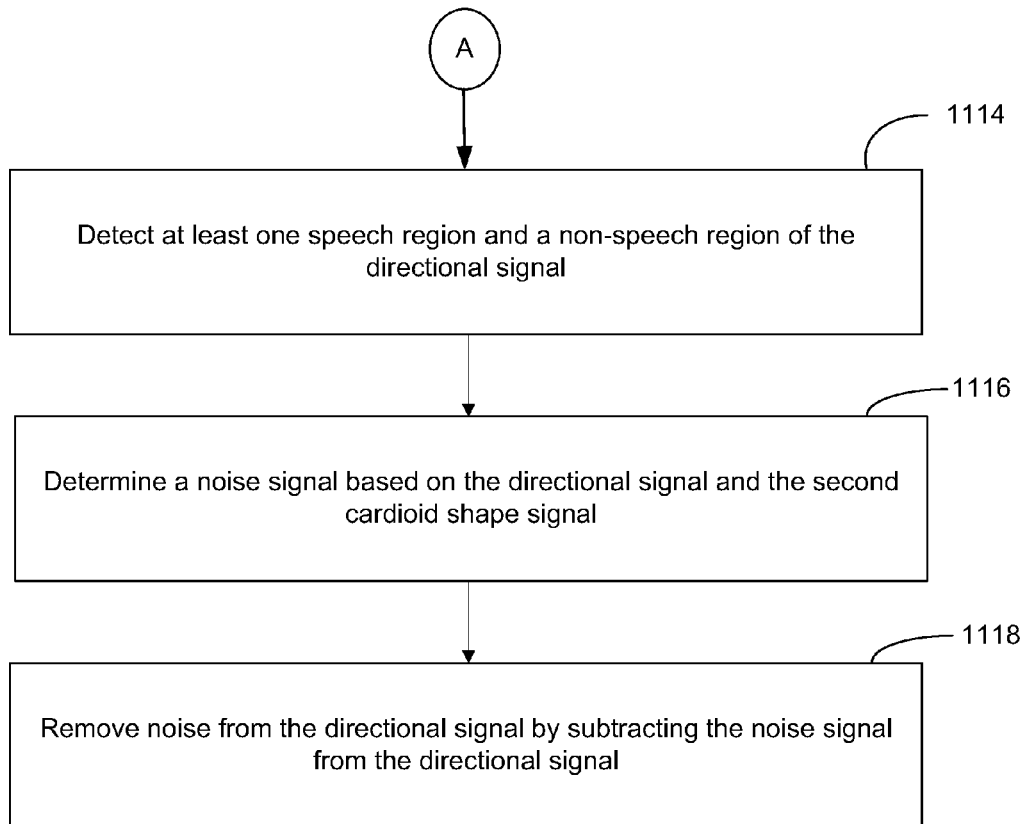 A
1114
Detect at least one speech region and a non-speech region of the
directional signal
1116
Determine a noise signal based on the directional signal and the second
cardioid shape signal
1118
Remove noise from the directional signal by subtracting the noise signal
from the directional signal